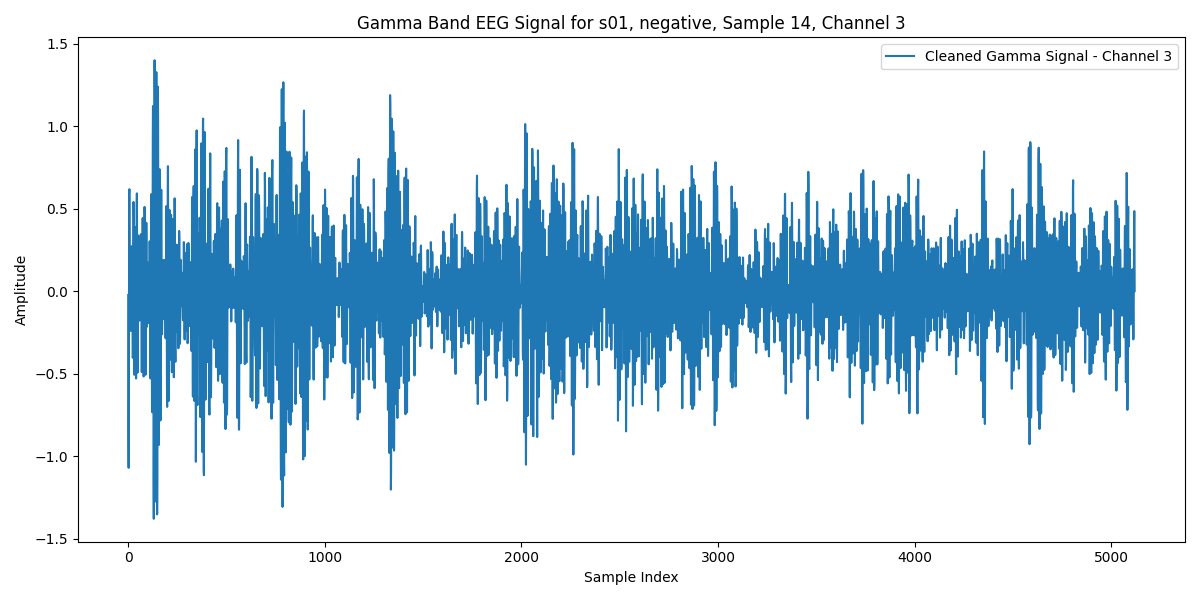 Gamma Band EEG Signal for s01, negative, Sample 14, Channel 3
Cleaned Gamma Signal - Channel 3
1.5
1.0
0.5
0.0
−0.5
−1.0
−1.5
Amplitude
0 1000 2000 3000 4000 5000
Sample Index